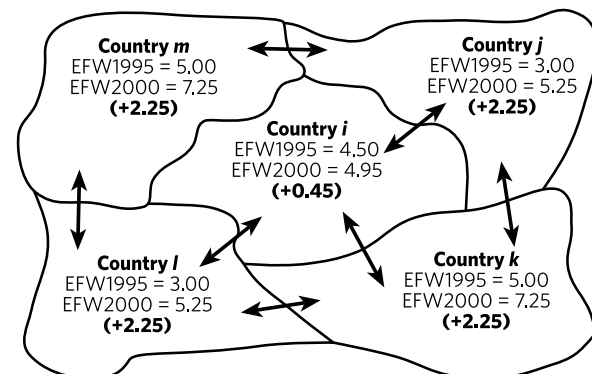 Country m
EFW1995 = 5.00
EFW2000 = 7.25
(+2.25)
Country j
EFW1995 = 3.00
EFW2000 = 5.25
(+2.25)
Country i
EFW1995 = 4.50
EFW2000 = 4.95
(+0.45)
Country l
EFW1995 = 3.00
EFW2000 = 5.25
(+2.25)
Country k
EFW1995 = 5.00
EFW2000 = 7.25
(+2.25)